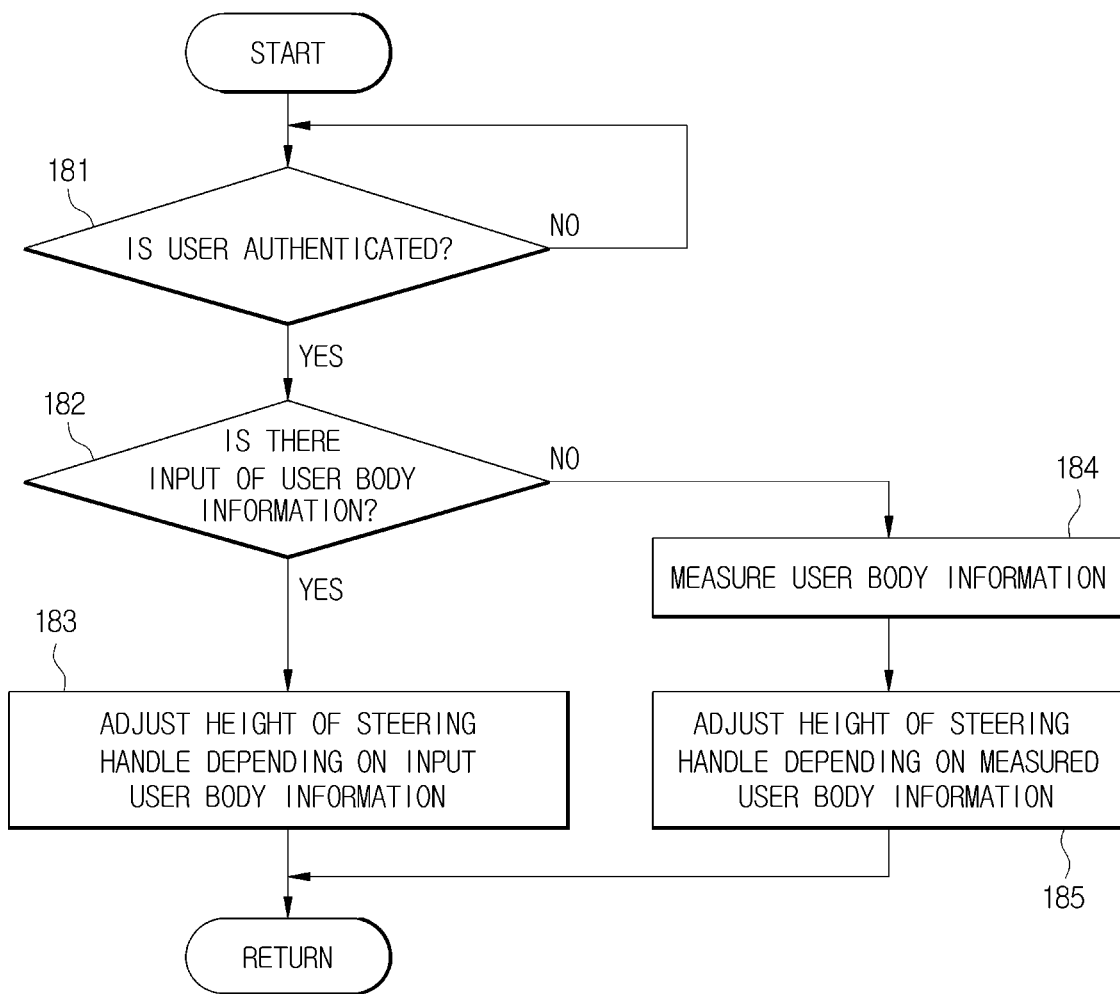 START
181
IS USER AUTHENTICATED?
NO
YES
182
IS THERE
INPUT OF USER BODY
INFORMATION?
NO
184
MEASURE USER BODY INFORMATION
YES
183
ADJUST HEIGHT OF STEERING
HANDLE DEPENDING ON INPUT
USER BODY INFORMATION
ADJUST HEIGHT OF STEERING
HANDLE DEPENDING ON MEASURED
USER BODY INFORMATION
185
RETURN